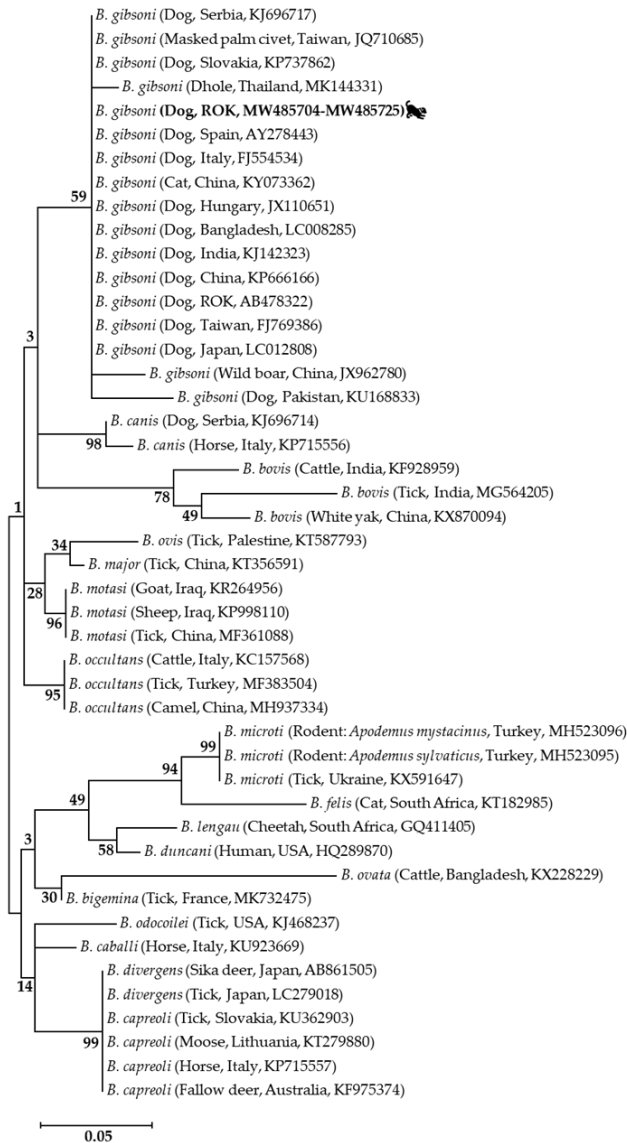 B. gibsoni (Dog, Serbia, KJ696717)
B. gibsoni (Masked palm civet, Taiwan, JQ710685)
B. gibsoni (Dog, Slovakia, KP737862)
B. gibsoni (Dhole, Thailand, MK144331)
B. gibsoni (Dog, ROK, MW485704-MW485725)
B. gibsoni (Dog, Spain, AY278443)
B. gibsoni (Dog, Italy, FJ554534)
B. gibsoni (Cat, China, KY073362)
59
B. gibsoni (Dog, Hungary, JX110651)
B. gibsoni (Dog, Bangladesh, LC008285)
B. gibsoni (Dog, India, KJ142323)
B. gibsoni (Dog, China, KP666166)
B. gibsoni (Dog, ROK, AB478322)
B. gibsoni (Dog, Taiwan, FJ769386)
3
B. gibsoni (Dog, Japan, LC012808)
B. gibsoni (Wild boar, China, JX962780)
B. gibsoni (Dog, Pakistan, KU168833)
B. canis (Dog, Serbia, KJ696714)
98
B. canis (Horse, Italy, KP715556)
B. bovis (Cattle, India, KF928959)
78
B. bovis (Tick, India, MG564205)
1
49
B. bovis (White yak, China, KX870094)
B. ovis (Tick, Palestine, KT587793)
34
B. major (Tick, China, KT356591)
28
B. motasi (Goat, Iraq, KR264956)
B. motasi (Sheep, Iraq, KP998110)
96
B. motasi (Tick, China, MF361088)
B. occultans (Cattle, Italy, KC157568)
B. occultans (Tick, Turkey, MF383504)
95
B. occultans (Camel, China, MH937334)
B. microti (Rodent: Apodemus mystacinus, Turkey, MH523096)
99
B. microti (Rodent: Apodemus sylvaticus, Turkey, MH523095)
94
B. microti (Tick, Ukraine, KX591647)
49
B. felis (Cat, South Africa, KT182985)
B. lengau (Cheetah, South Africa, GQ411405)
3
58
B. duncani (Human, USA, HQ289870)
B. ovata (Cattle, Bangladesh, KX228229)
30
B. bigemina (Tick, France, MK732475)
B. odocoilei (Tick, USA, KJ468237)
B. caballi (Horse, Italy, KU923669)
B. divergens (Sika deer, Japan, AB861505)
14
B. divergens (Tick, Japan, LC279018)
B. capreoli (Tick, Slovakia, KU362903)
99
B. capreoli (Moose, Lithuania, KT279880)
B. capreoli (Horse, Italy, KP715557)
B. capreoli (Fallow deer, Australia, KF975374)
0.05